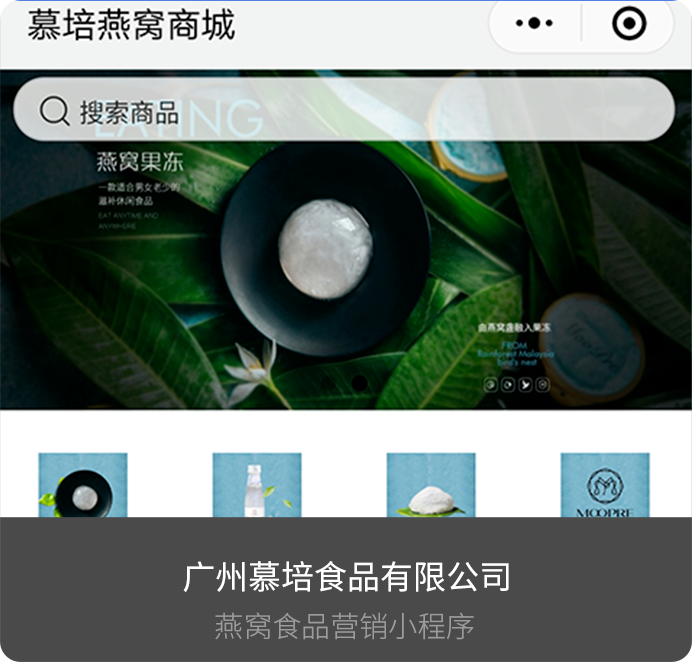 慕培燕窝商城
搜索商品
EATING
燕窝果冻
一款适合男女老少的
滋补休闲食品
EAT ANYTIME AND
ANYWHERE
由燕窝盏融入果冻
FROM
Rainforest Malaysia
bird's nest
MOOPRE
广州慕培食品有限公司
燕窝食品营销小程序